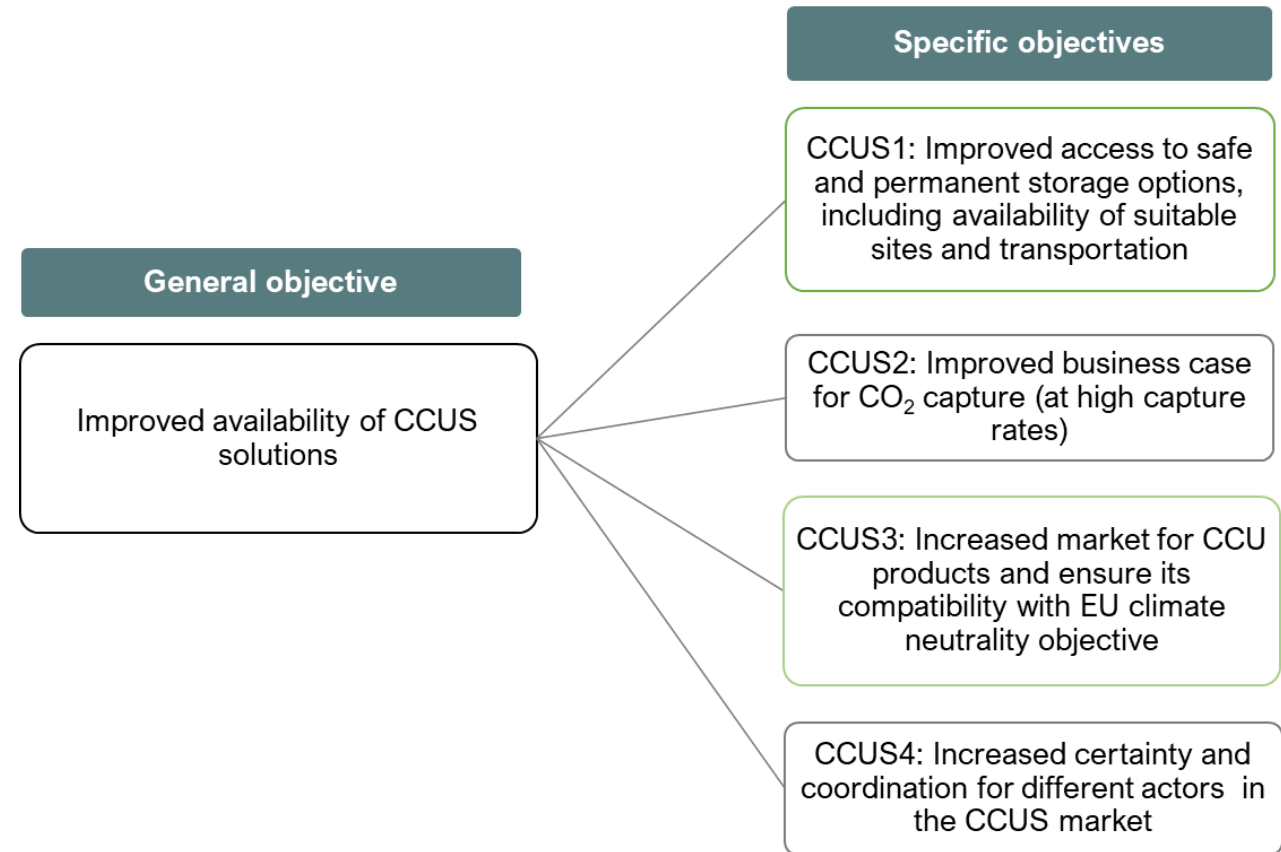 Specific objectives
CCUS1: Improved access to safe
and permanent storage options,
including availability of suitable
sites and transportation
General objective
Improved availability of CCUS
solutions
CCUS2: Improved business case
for CO₂ capture (at high capture
rates)
CCUS3: Increased market for CCU
products and ensure its
compatibility with EU climate
neutrality objective
CCUS4: Increased certainty and
coordination for different actors  in
the CCUS market